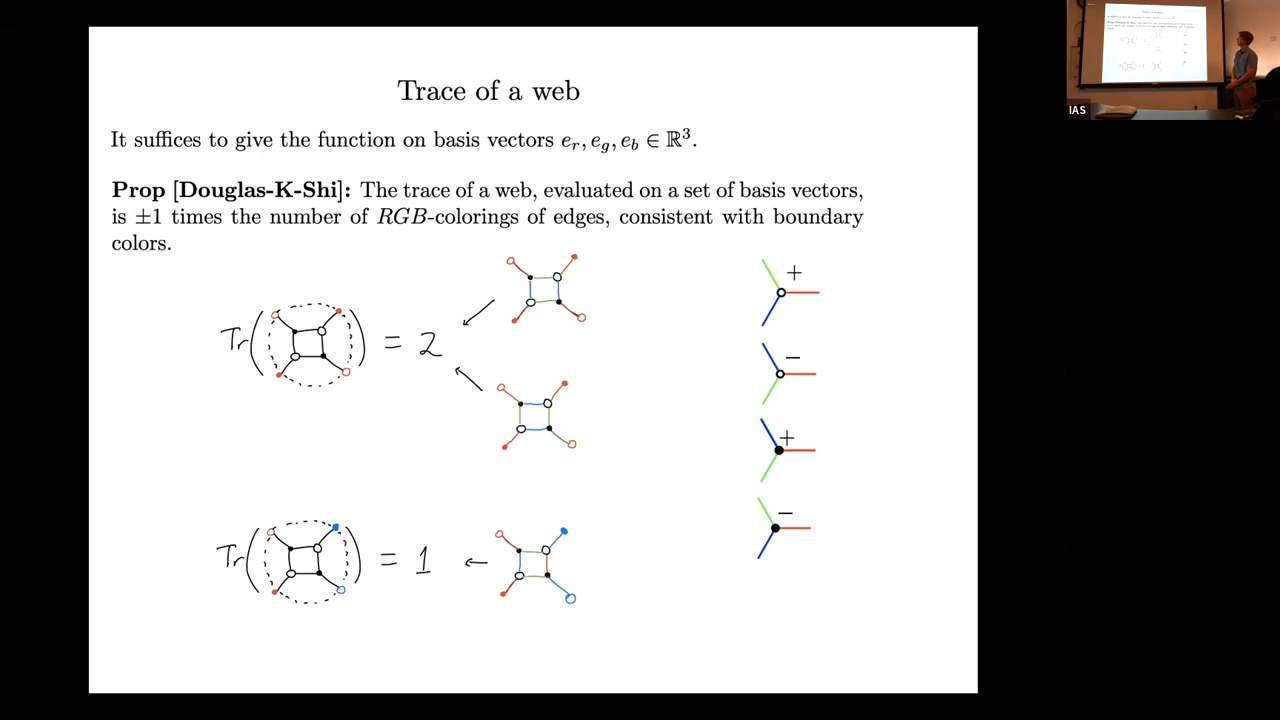 Trace of a web
It suffices to give the function on basis vectors e_r, e_g, e_b ∈ ℝ³.
Prop [Douglas-K-Shi]: The trace of a web, evaluated on a set of basis vectors,
is ±1 times the number of RGB-colorings of edges, consistent with boundary
colors.
+
Tr( ) = 2
−
+
−
Tr( ) = 1
IAS